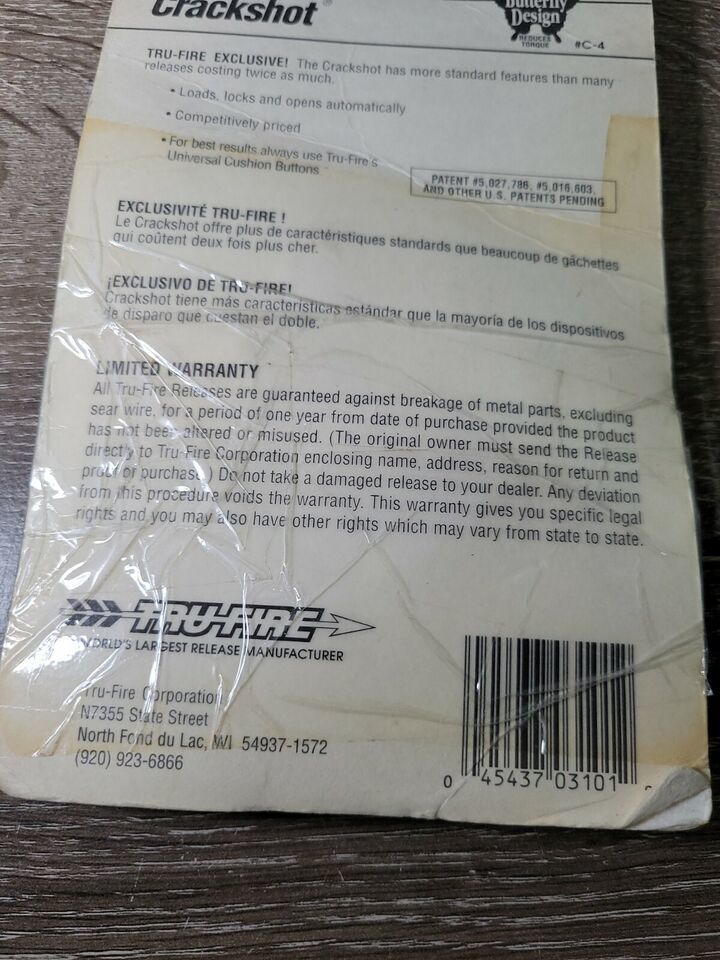 Crackshot®
Butterfly
Design
REDUCES
TORQUE
#C-4
TRU-FIRE EXCLUSIVE! The Crackshot has more standard features than many
releases costing twice as much.
• Loads, locks and opens automatically
• Competitively priced
• For best results always use Tru-Fire's
Universal Cushion Buttons
PATENT #5,027,786, #5,016,603,
AND OTHER U.S. PATENTS PENDING
EXCLUSIVITÉ TRU-FIRE !
Le Crackshot offre plus de caractéristiques standards que beaucoup de gâchettes
qui coûtent deux fois plus cher.
¡EXCLUSIVO DE TRU-FIRE!
Crackshot tiene más características estándar que la mayoría de los dispositivos
de disparo que cuestan el doble.
LIMITED WARRANTY
All Tru-Fire Releases are guaranteed against breakage of metal parts, excluding
sear wire, for a period of one year from date of purchase provided the product
has not been altered or misused. (The original owner must send the Release
directly to Tru-Fire Corporation enclosing name, address, reason for return and
proof of purchase.) Do not take a damaged release to your dealer. Any deviation
from this procedure voids the warranty. This warranty gives you specific legal
rights and you may also have other rights which may vary from state to state.
TRU-FIRE
WORLD'S LARGEST RELEASE MANUFACTURER
Tru-Fire Corporation
N7355 State Street
North Fond du Lac, WI 54937-1572
(920) 923-6866
0 45437 03101